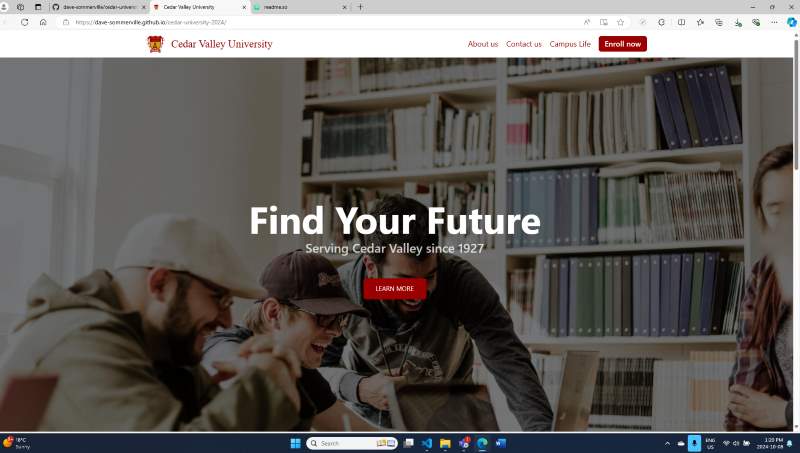 dave-sommerville/cedar-universit
Cedar Valley University
readme.so
https://dave-sommerville.github.io/cedar-university-2024/
Cedar Valley University
About us
Contact us
Campus Life
Enroll now
Find Your Future
Serving Cedar Valley since 1927
LEARN MORE
18°C
Sunny
Search
ENG
US
1:20 PM
2024-10-08